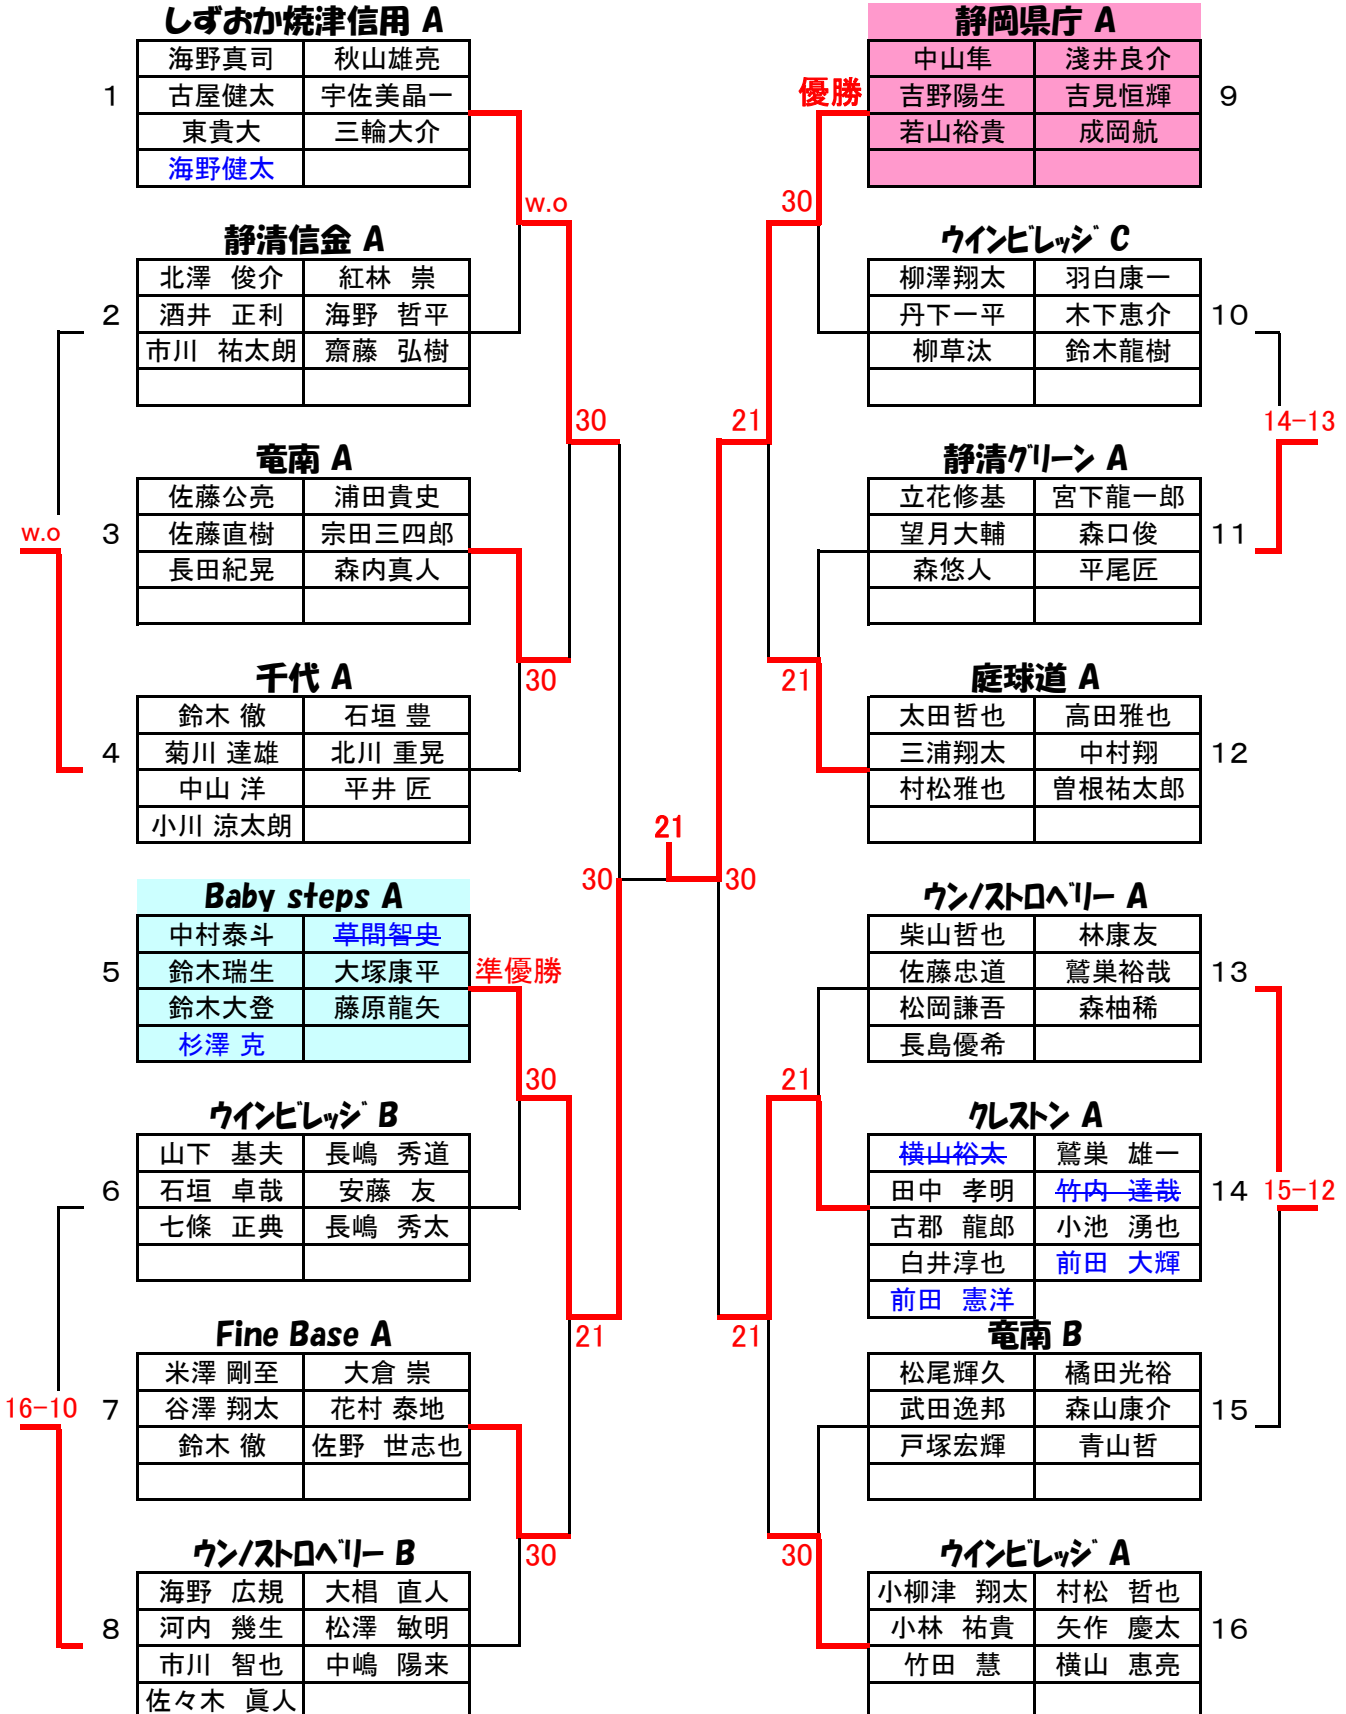 しずおか焼津信用 A
海野真司 秋山雄亮
1 古屋健太 宇佐美晶一
東貴大 三輪大介
海野健太
w.o
静清信金 A
北澤 俊介 紅林 崇
2 酒井 正利 海野 哲平
市川 祐太朗 齋藤 弘樹
30
竜南 A
佐藤公亮 浦田貴史
w.o 3 佐藤直樹 宗田三四郎
長田紀晃 森内真人
千代 A 30
鈴木 徹 石垣 豊
4 菊川 達雄 北川 重晃
中山 洋 平井 匠
小川 涼太朗
21
30 30
Baby steps A
中村泰斗 草間智史
5 鈴木瑞生 大塚康平 準優勝
鈴木大登 藤原龍矢
杉澤 克
30
ウインビレッジ B
山下 基夫 長嶋 秀道
6 石垣 卓哉 安藤 友
七條 正典 長嶋 秀太
Fine Base A 21
米澤 剛至 大倉 崇
16-10 7 谷澤 翔太 花村 泰地
鈴木 徹 佐野 世志也
ウンノストロベリー B 30
海野 広規 大椙 直人
8 河内 幾生 松澤 敏明
市川 智也 中嶋 陽来
佐々木 眞人
静岡県庁 A
中山隼 淺井良介
優勝 吉野陽生 吉見恒輝 9
若山裕貴 成岡航
30
ウインビレッジ C
柳澤翔太 羽白康一
丹下一平 木下恵介 10
柳草汰 鈴木龍樹
21 14-13
静清グリーン A
立花修基 宮下龍一郎
望月大輔 森口俊 11
森悠人 平尾匠
21 庭球道 A
太田哲也 高田雅也
三浦翔太 中村翔 12
村松雅也 曽根祐太郎
ウンノストロベリー A
柴山哲也 林康友
佐藤忠道 鷲巣裕哉 13
松岡謙吾 森柚稀
長島優希
21
クレストン A
横山裕太 鷲巣 雄一
田中 孝明 竹内 達哉 14 15-12
古郡 龍郎 小池 湧也
白井淳也 前田 大輝
前田 憲洋
21 竜南 B
松尾輝久 橘田光裕
武田逸邦 森山康介 15
戸塚宏輝 青山哲
30 ウインビレッジ A
小柳津 翔太 村松 哲也
小林 祐貴 矢作 慶太 16
竹田 慧 横山 恵亮